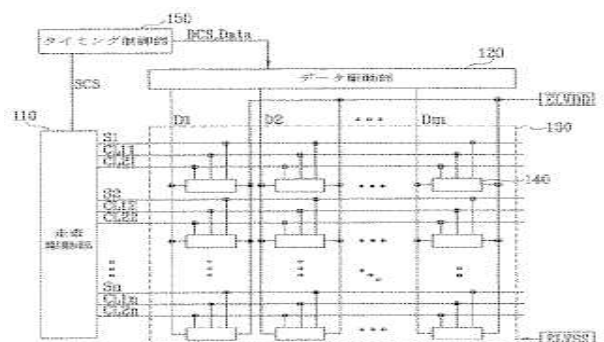 150
タイミング制御部
DCS,Data
120
データ駆動部
SCS
110
ELVDD
D1 D2 ••• Dm
130
S1
CL11
CL21
140
S2
CL12
CL22
走査
駆動部
Sn
CL1n
CL2n
ELVSS